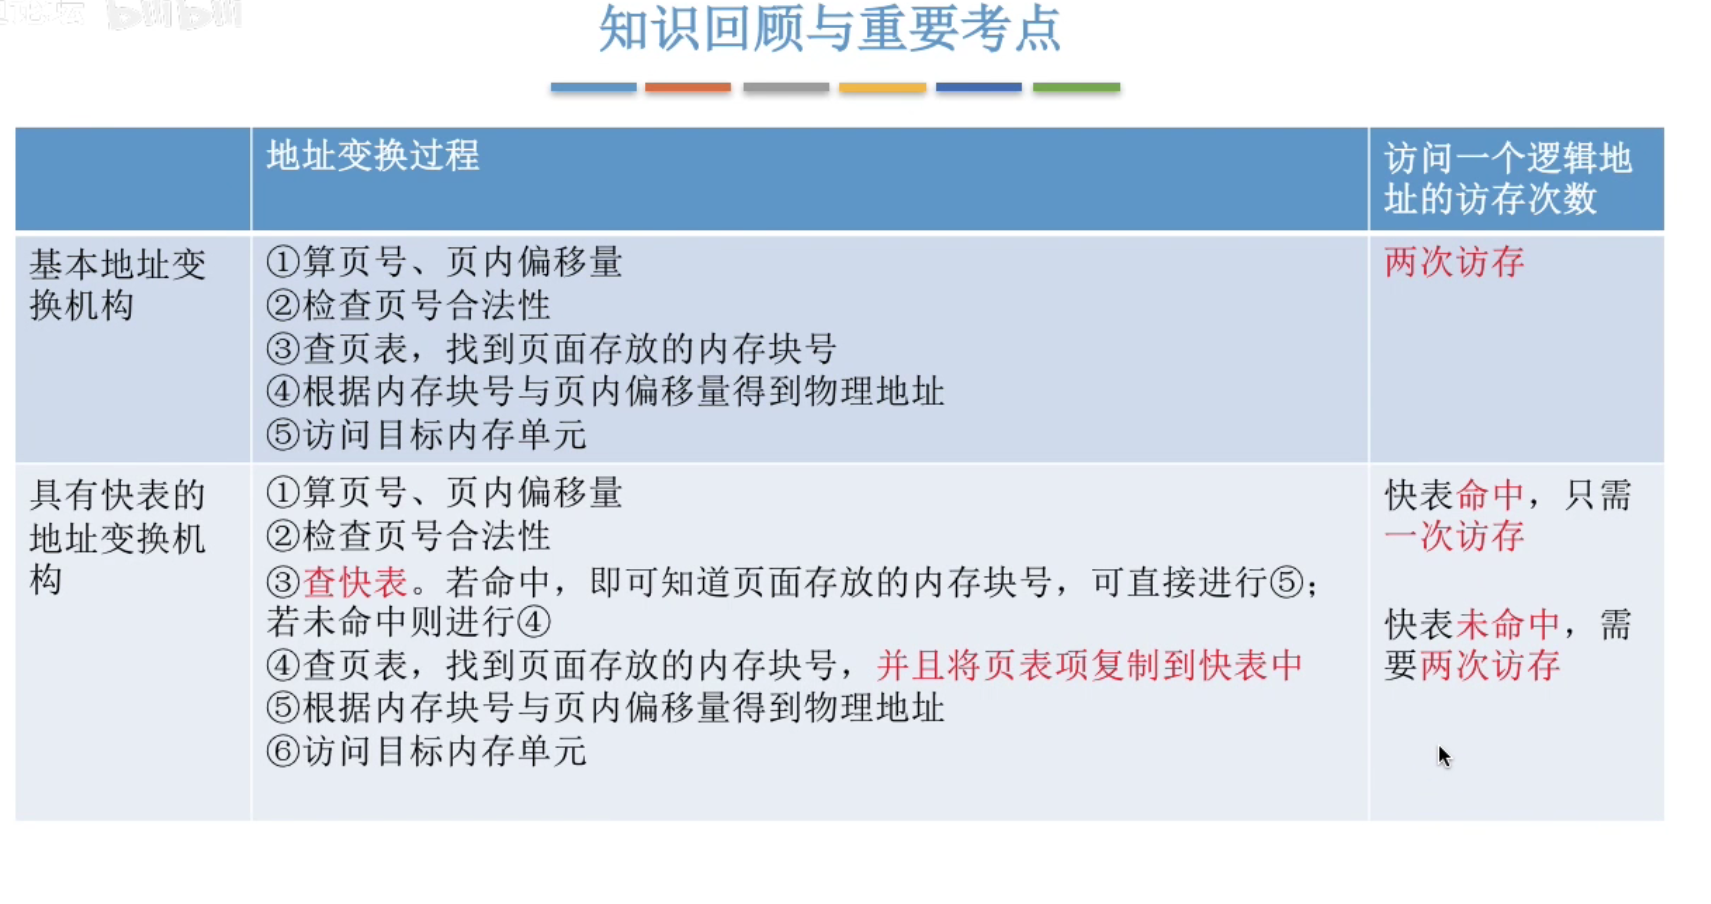 知识回顾与重要考点
地址变换过程
访问一个逻辑地
址的访存次数
基本地址变
换机构
①算页号、页内偏移量
②检查页号合法性
③查页表，找到页面存放的内存块号
④根据内存块号与页内偏移量得到物理地址
⑤访问目标内存单元
两次访存
具有快表的
地址变换机
构
①算页号、页内偏移量
②检查页号合法性
③查快表。若命中，即可知道页面存放的内存块号，可直接进行⑤；
若未命中则进行④
④查页表，找到页面存放的内存块号，并且将页表项复制到快表中
⑤根据内存块号与页内偏移量得到物理地址
⑥访问目标内存单元
快表命中，只需
一次访存
快表未命中，需
要两次访存